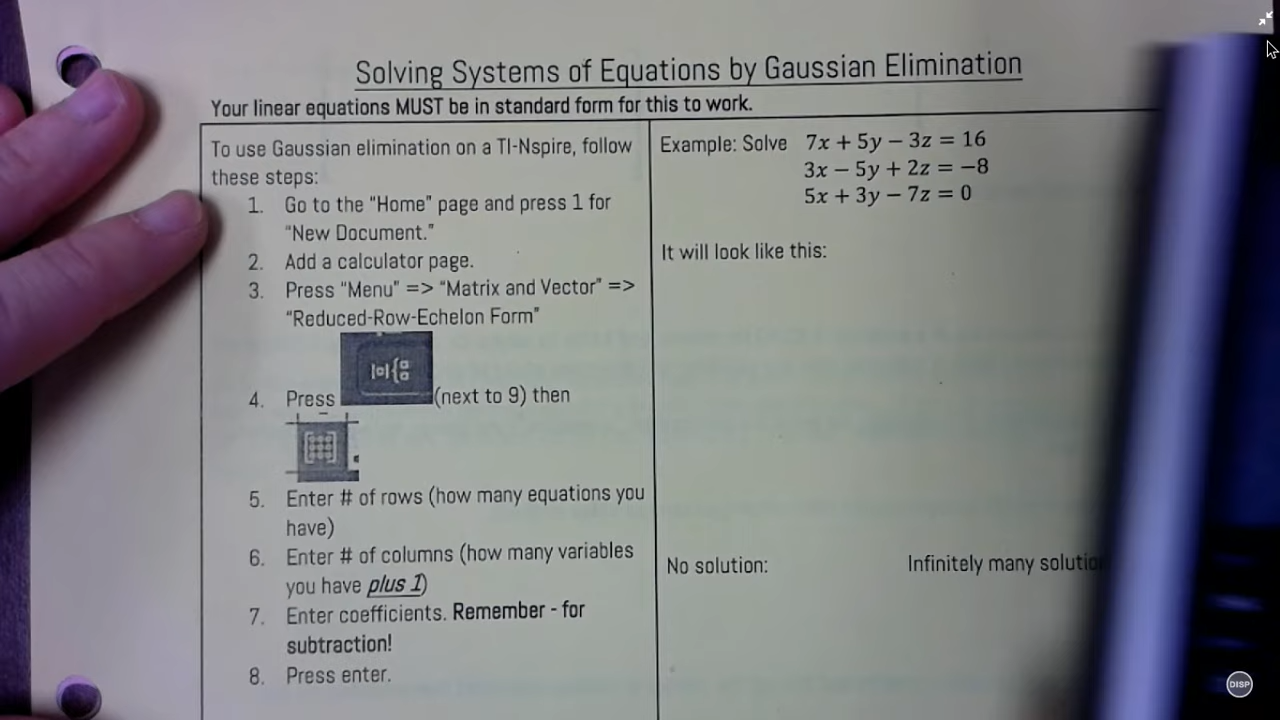 Solving Systems of Equations by Gaussian Elimination
Your linear equations MUST be in standard form for this to work.
To use Gaussian elimination on a TI-Nspire, follow
these steps:
1. Go to the "Home" page and press 1 for
"New Document."
2. Add a calculator page.
3. Press "Menu" => "Matrix and Vector" =>
"Reduced-Row-Echelon Form"
4. Press (next to 9) then
5. Enter # of rows (how many equations you
have)
6. Enter # of columns (how many variables
you have plus 1)
7. Enter coefficients. Remember - for
subtraction!
8. Press enter.
Example: Solve 7x + 5y − 3z = 16
3x − 5y + 2z = −8
5x + 3y − 7z = 0
It will look like this:
No solution: Infinitely many solutio
DISP